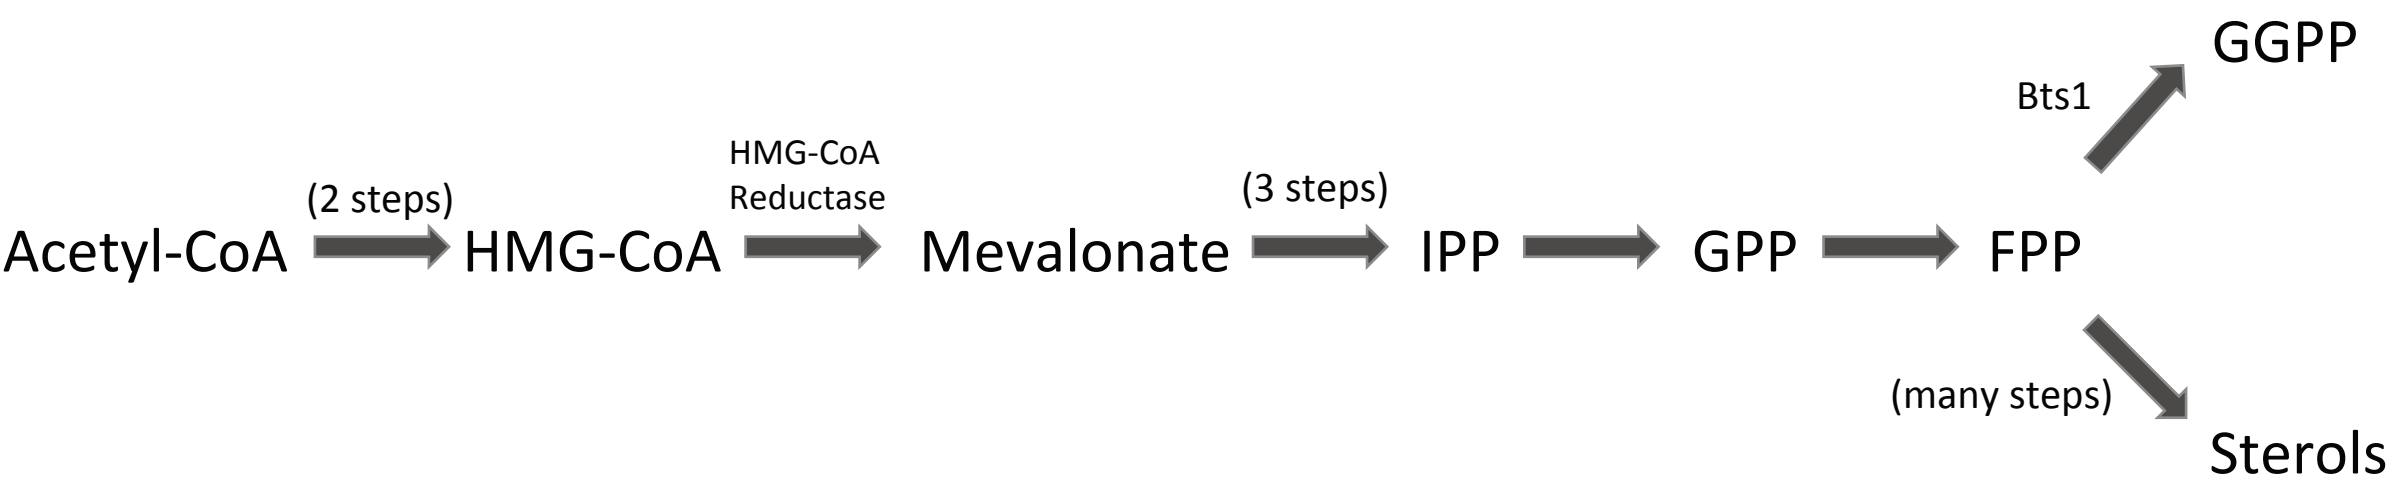 GGPP
Bts1
HMG-CoA
Reductase
(2 steps)
(3 steps)
Acetyl-CoA
HMG-CoA
Mevalonate
IPP
GPP
FPP
(many steps)
Sterols